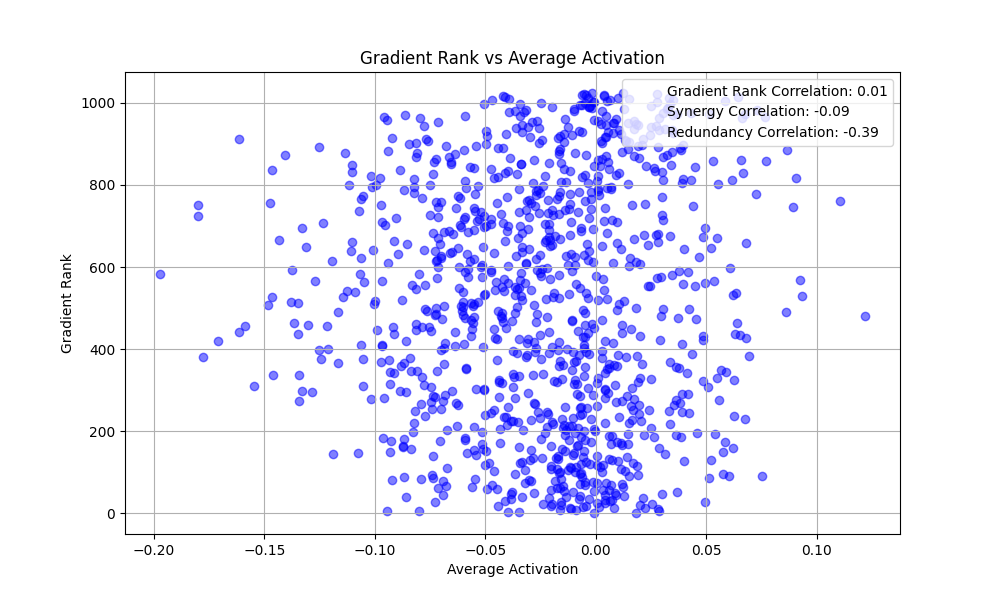 Gradient Rank vs Average Activation
Gradient Rank Correlation: 0.01
Synergy Correlation: -0.09
Redundancy Correlation: -0.39
1000
800
600
400
200
0
Gradient Rank
−0.20 −0.15 −0.10 −0.05 0.00 0.05 0.10
Average Activation